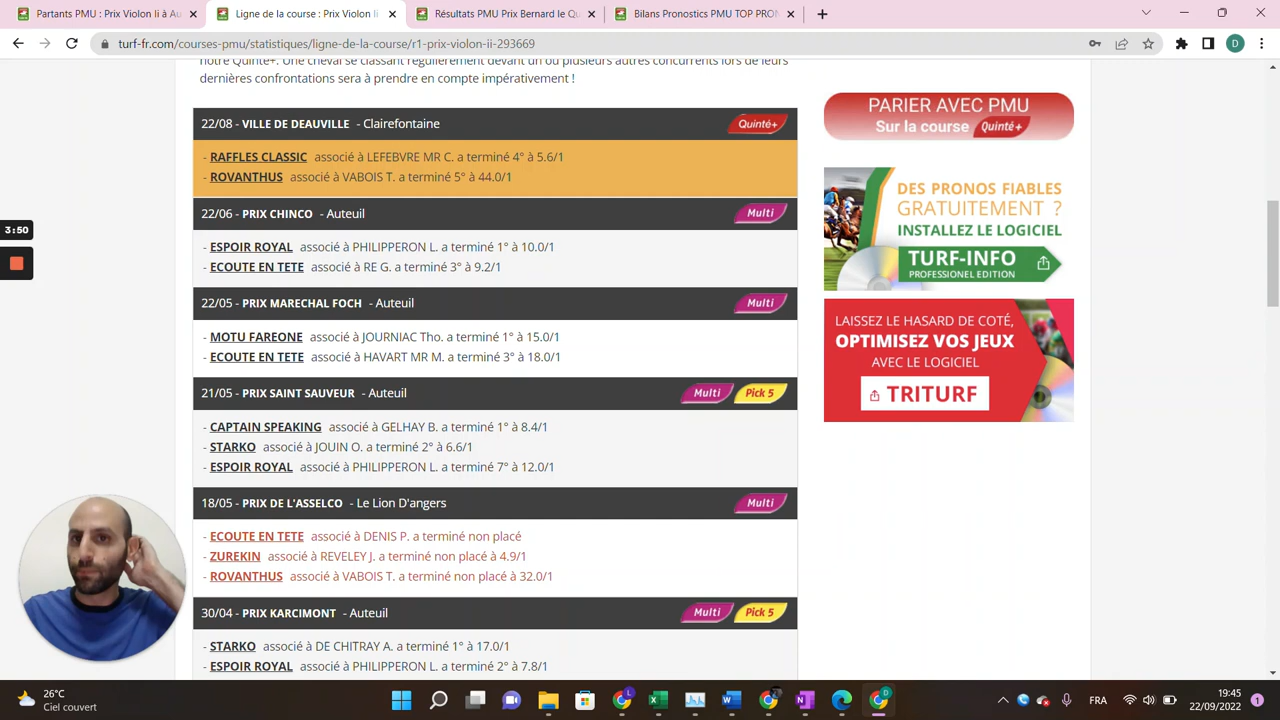 Partants PMU : Prix Violon Ii à Au
Ligne de la course : Prix Violon Ii
Résultats PMU Prix Bernard le Qu
Bilans Pronostics PMU TOP PRON
turf-fr.com/courses-pmu/statistiques/ligne-de-la-course/r1-prix-violon-ii-293669
D
notre Quinté+. Une cheval se classant régulièrement devant un ou plusieurs autres concurrents lors de leurs
dernières confrontations sera à prendre en compte impérativement !
22/08 - VILLE DE DEAUVILLE - Clairefontaine Quinté+
- RAFFLES CLASSIC associé à LEFEBVRE MR C. a terminé 4° à 5.6/1
- ROVANTHUS associé à VABOIS T. a terminé 5° à 44.0/1
22/06 - PRIX CHINCO - Auteuil Multi
- ESPOIR ROYAL associé à PHILIPPERON L. a terminé 1° à 10.0/1
- ECOUTE EN TETE associé à RE G. a terminé 3° à 9.2/1
22/05 - PRIX MARECHAL FOCH - Auteuil Multi
- MOTU FAREONE associé à JOURNIAC Tho. a terminé 1° à 15.0/1
- ECOUTE EN TETE associé à HAVART MR M. a terminé 3° à 18.0/1
21/05 - PRIX SAINT SAUVEUR - Auteuil Multi Pick 5
- CAPTAIN SPEAKING associé à GELHAY B. a terminé 1° à 8.4/1
- STARKO associé à JOUIN O. a terminé 2° à 6.6/1
- ESPOIR ROYAL associé à PHILIPPERON L. a terminé 7° à 12.0/1
18/05 - PRIX DE L'ASSELCO - Le Lion D'angers Multi
- ECOUTE EN TETE associé à DENIS P. a terminé non placé
- ZUREKIN associé à REVELEY J. a terminé non placé à 4.9/1
- ROVANTHUS associé à VABOIS T. a terminé non placé à 32.0/1
30/04 - PRIX KARCIMONT - Auteuil Multi Pick 5
- STARKO associé à DE CHITRAY A. a terminé 1° à 17.0/1
- ESPOIR ROYAL associé à PHILIPPERON L. a terminé 2° à 7.8/1
PARIER AVEC PMU
Sur la course Quinté+
DES PRONOS FIABLES
GRATUITEMENT ?
INSTALLEZ LE LOGICIEL
TURF-INFO
PROFESSIONEL EDITION
LAISSEZ LE HASARD DE COTÉ,
OPTIMISEZ VOS JEUX
AVEC LE LOGICIEL
TRITURF
3:50
26°C
Ciel couvert
L
D
FRA
19:45
22/09/2022
1